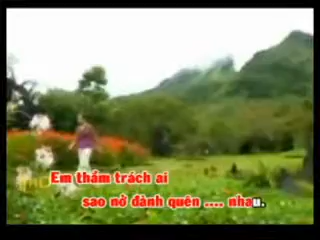 Em thầm trách ai
sao nở đành quên .... nhau.